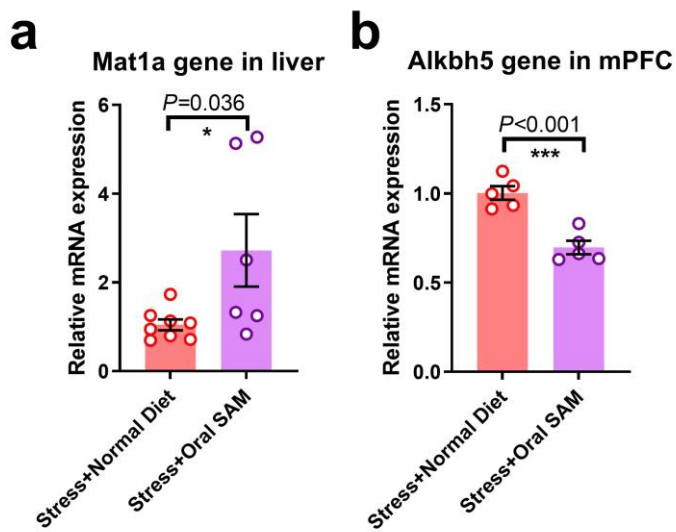 a
Mat1a gene in liver
Relative mRNA expression
6
4
2
0
P=0.036
*
Stress+Normal Diet
Stress+Oral SAM
b
Alkbh5 gene in mPFC
Relative mRNA expression
1.5
1.0
0.5
0.0
P<0.001
***
Stress+Normal Diet
Stress+Oral SAM